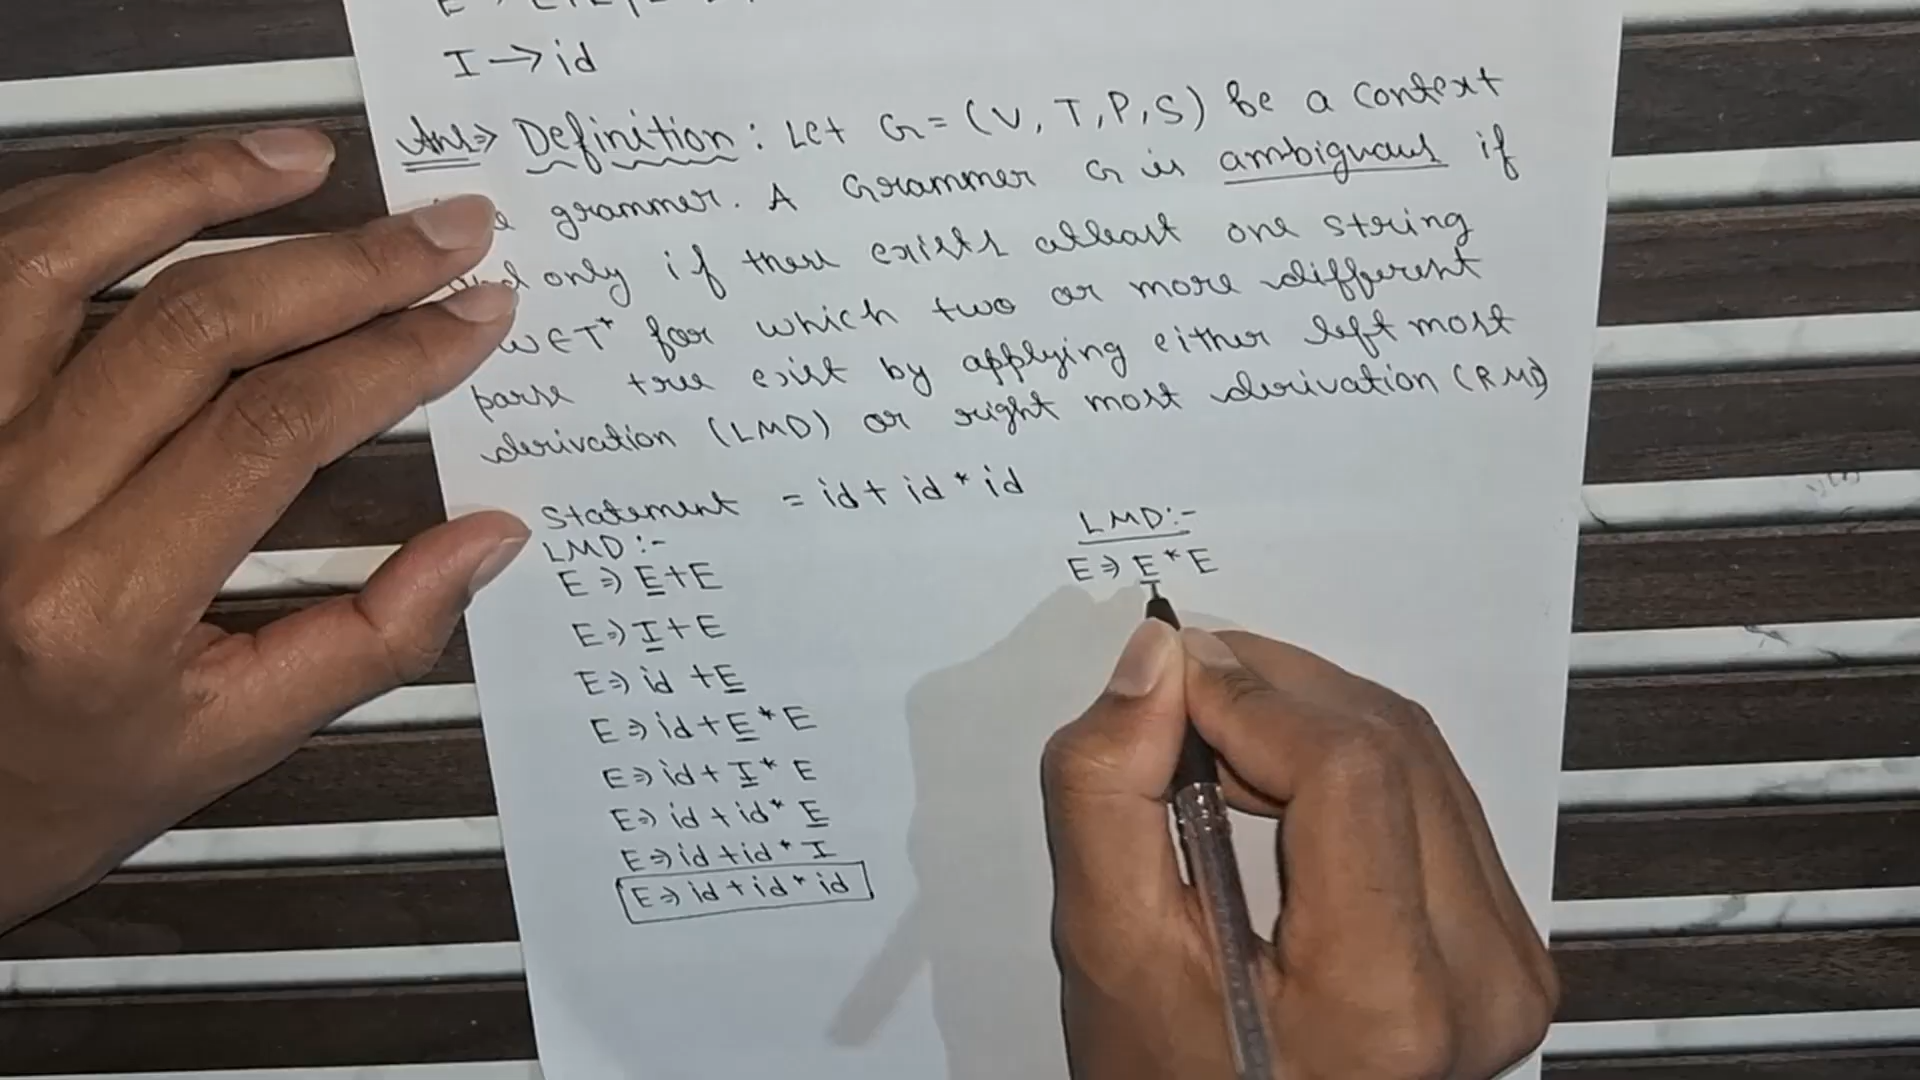 I → id
Ans⇒ Definition : Let G = (V, T, P, S) be a context
grammer. A Grammer G is ambiguous if
and only if there exists atleast one string
w∈T* for which two or more different
parse tree exist by applying either left most
derivation (LMD) or right most derivation (RMD)
Statement = id + id * id
LMD :-
E ⇒ E+E
E ⇒ I+E
E ⇒ id +E
E ⇒ id + E * E
E ⇒ id + I * E
E ⇒ id + id * E
E ⇒ id + id * I
E ⇒ id + id * id
LMD :-
E ⇒ E * E